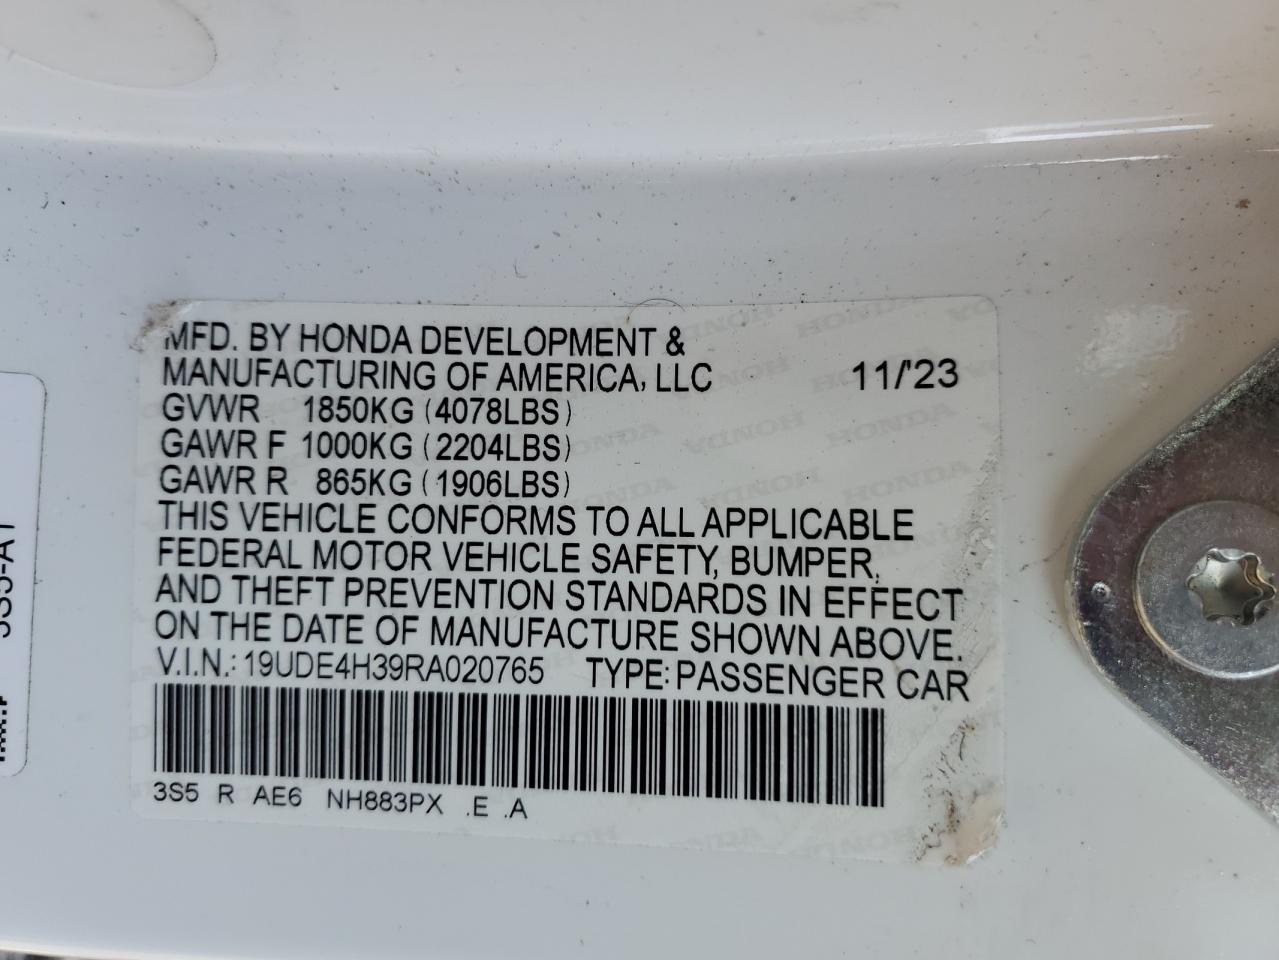 MFD. BY HONDA DEVELOPMENT &
MANUFACTURING OF AMERICA, LLC 11/'23
GVWR 1850KG (4078LBS)
GAWR F 1000KG (2204LBS)
GAWR R 865KG (1906LBS)
THIS VEHICLE CONFORMS TO ALL APPLICABLE
FEDERAL MOTOR VEHICLE SAFETY, BUMPER,
AND THEFT PREVENTION STANDARDS IN EFFECT
ON THE DATE OF MANUFACTURE SHOWN ABOVE.
V.I.N.: 19UDE4H39RA020765 TYPE: PASSENGER CAR
3S5 R AE6 NH883PX .E .A